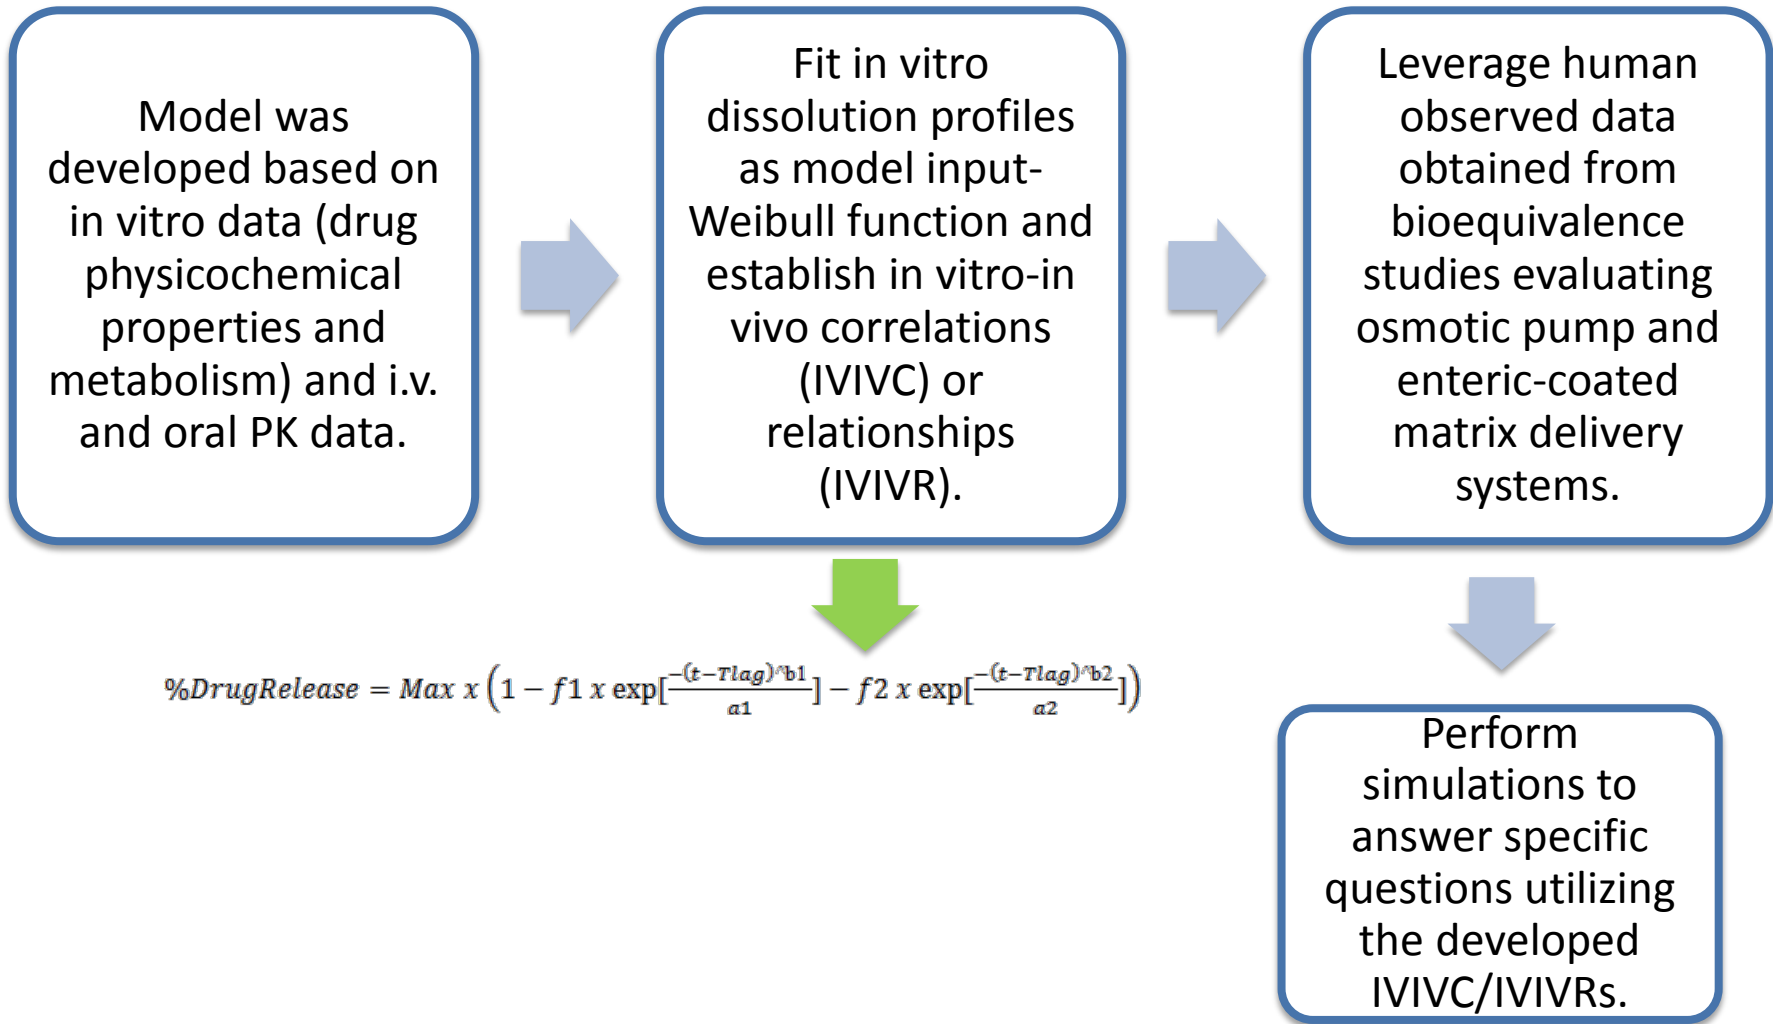 Model was
developed based on
in vitro data (drug
physicochemical
properties and
metabolism) and i.v.
and oral PK data.
Fit in vitro
dissolution profiles
as model input-
Weibull function and
establish in vitro-in
vivo correlations
(IVIVC) or
relationships
(IVIVR).
Leverage human
observed data
obtained from
bioequivalence
studies evaluating
osmotic pump and
enteric-coated
matrix delivery
systems.
%DrugRelease = Max x (1 − f1 x exp[−(t−Tlag)^b1/a1] − f2 x exp[−(t−Tlag)^b2/a2])
Perform
simulations to
answer specific
questions utilizing
the developed
IVIVC/IVIVRs.